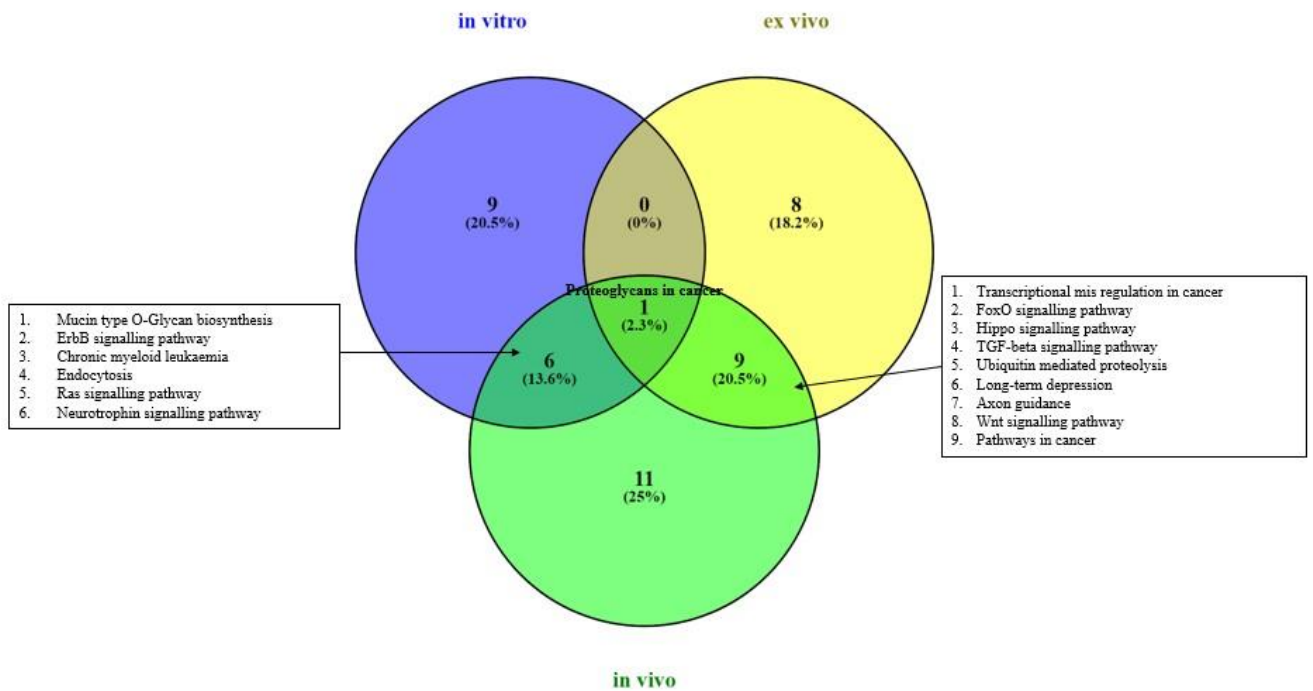 in vitro
ex vivo
9
(20.5%)
0
(0%)
8
(18.2%)
Proteoglycans in cancer
1
(2.3%)
6
(13.6%)
9
(20.5%)
11
(25%)
in vivo
1. Mucin type O-Glycan biosynthesis
2. ErbB signalling pathway
3. Chronic myeloid leukaemia
4. Endocytosis
5. Ras signalling pathway
6. Neurotrophin signalling pathway
1. Transcriptional mis regulation in cancer
2. FoxO signalling pathway
3. Hippo signalling pathway
4. TGF-beta signalling pathway
5. Ubiquitin mediated proteolysis
6. Long-term depression
7. Axon guidance
8. Wnt signalling pathway
9. Pathways in cancer